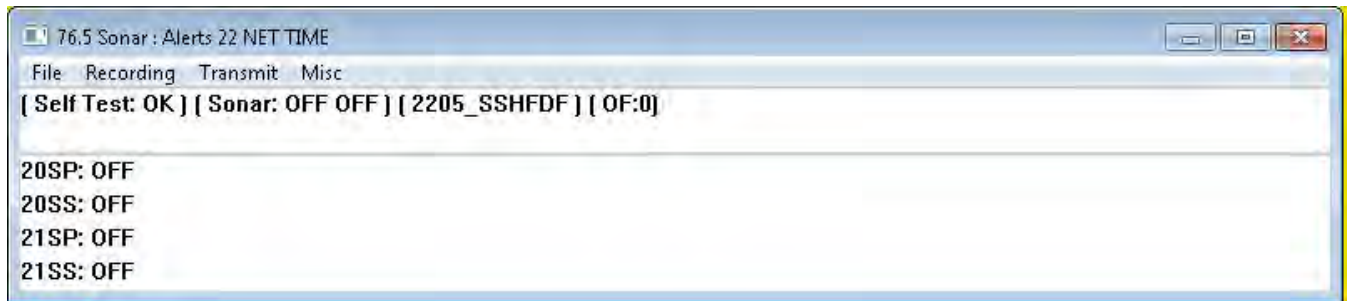 76.5 Sonar : Alerts 22 NET TIME
File Recording Transmit Misc
[ Self Test: OK ] [ Sonar: OFF OFF ] [ 2205_SSHFDF ] [ OF:0]
20SP: OFF
20SS: OFF
21SP: OFF
21SS: OFF